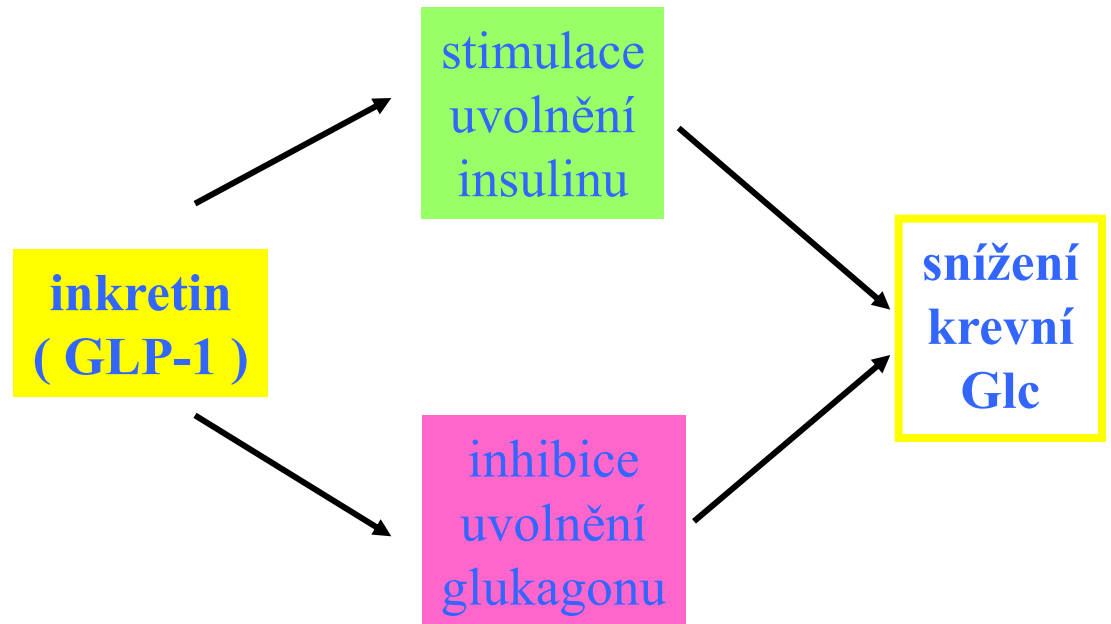 stimulace
uvolnění
insulinu
inkretin
( GLP-1 )
snížení
krevní
Glc
inhibice
uvolnění
glukagonu